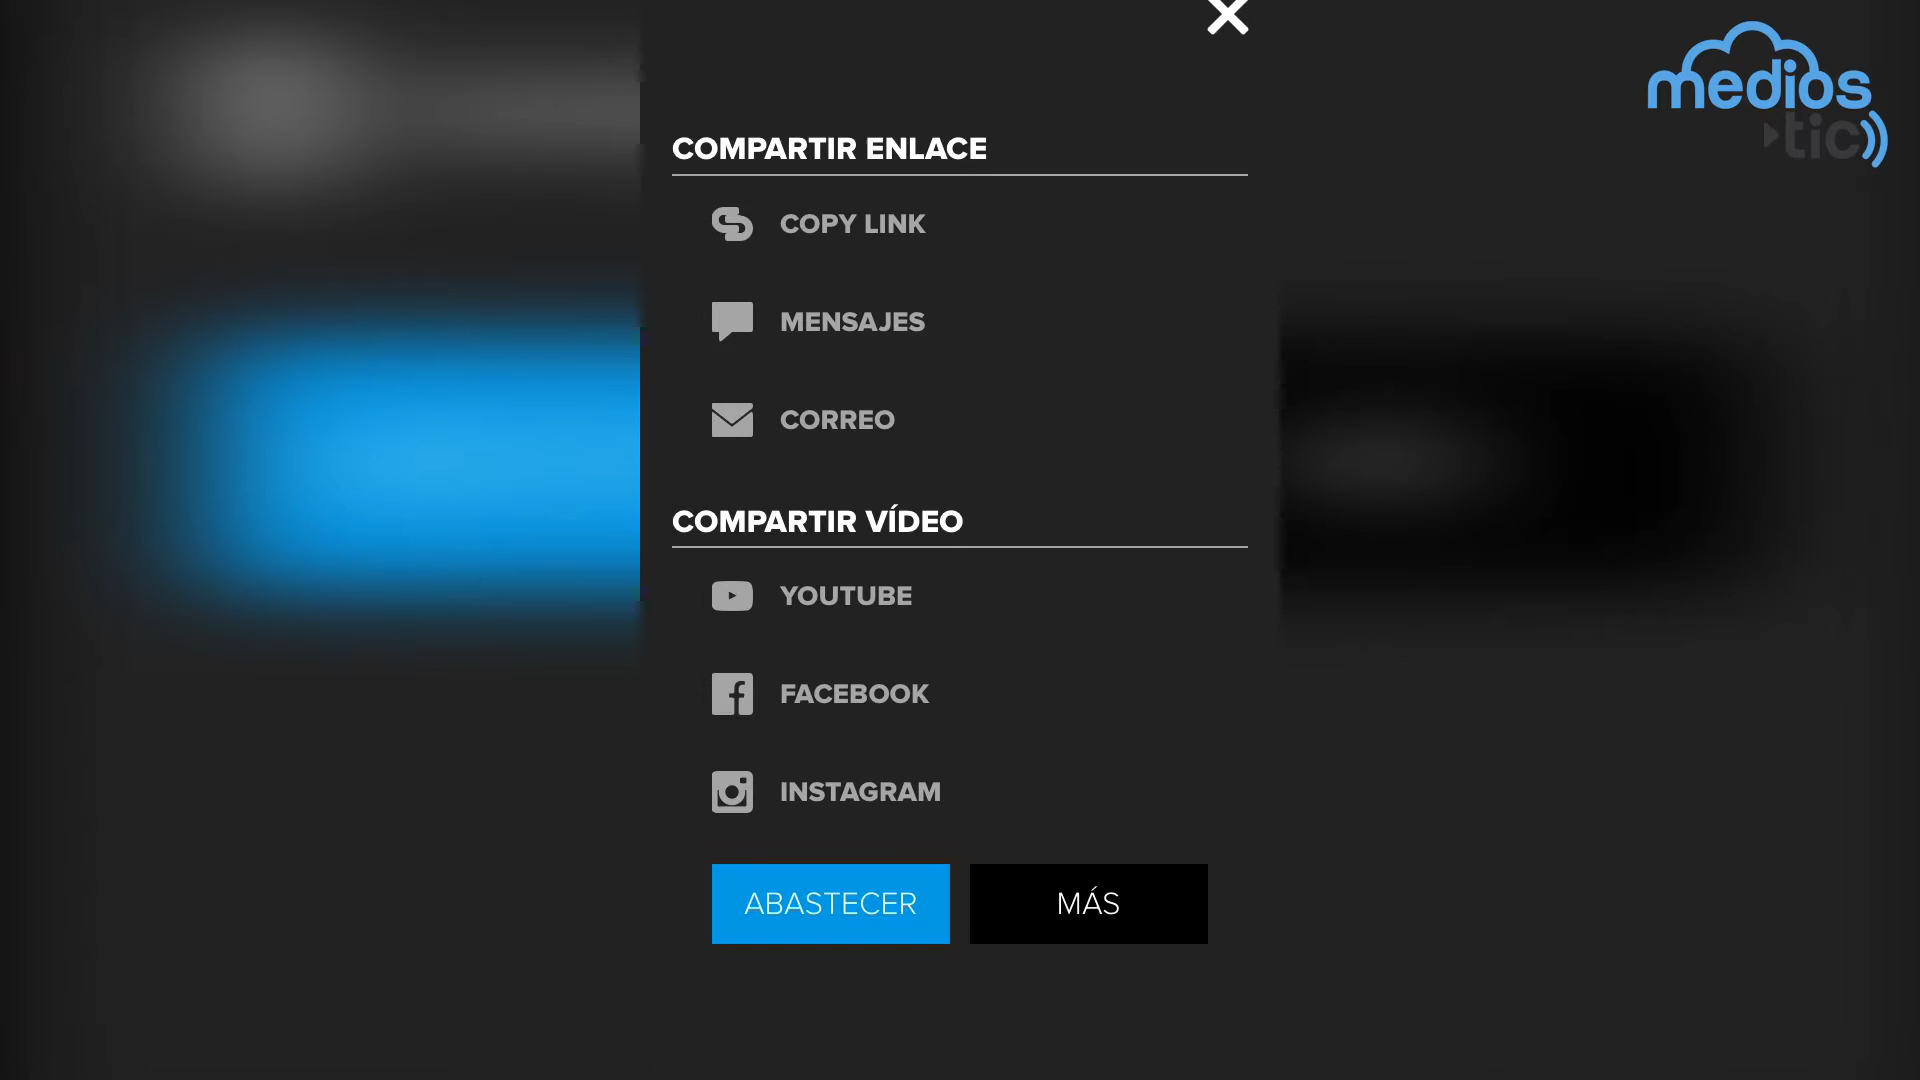 medios
tic
COMPARTIR ENLACE
COPY LINK
MENSAJES
CORREO
COMPARTIR VÍDEO
YOUTUBE
FACEBOOK
INSTAGRAM
ABASTECER
MÁS